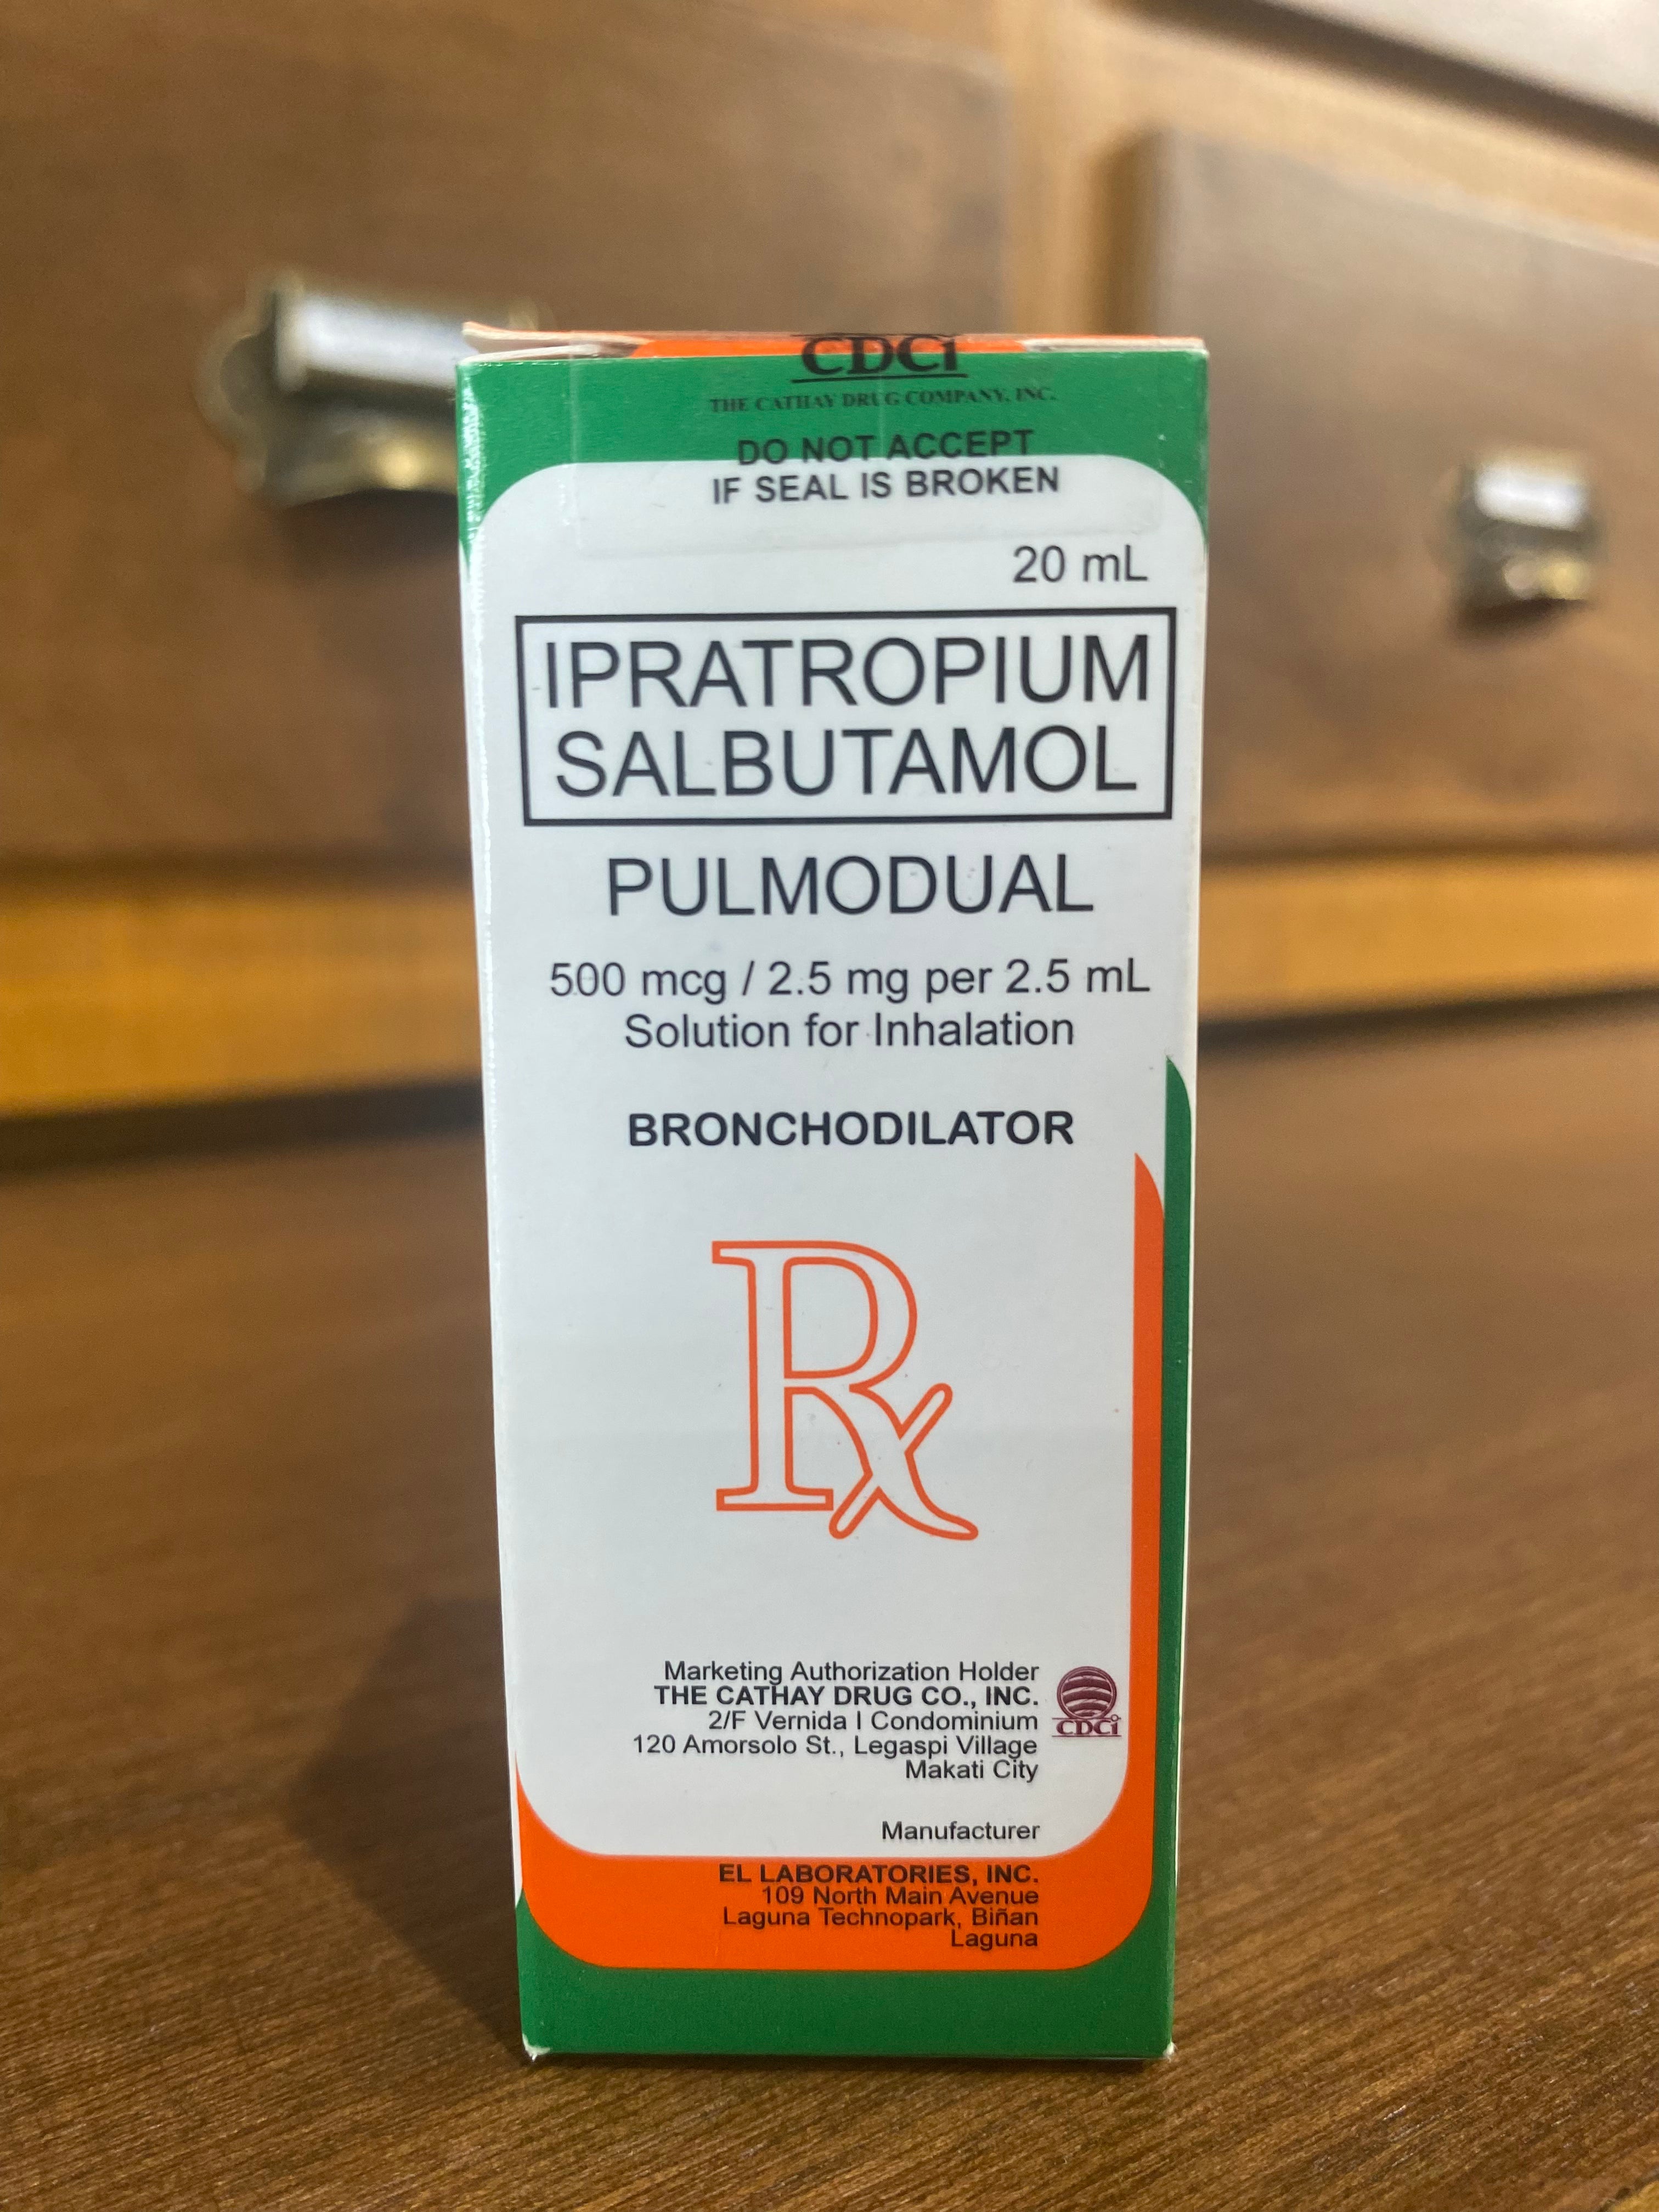 CDCi
THE CATHAY DRUG COMPANY, INC.
DO NOT ACCEPT
IF SEAL IS BROKEN
20 mL
IPRATROPIUM
SALBUTAMOL
PULMODUAL
500 mcg / 2.5 mg per 2.5 mL
Solution for Inhalation
BRONCHODILATOR
Rx
Marketing Authorization Holder
THE CATHAY DRUG CO., INC.
2/F Vernida I Condominium
120 Amorsolo St., Legaspi Village
Makati City
CDCi
Manufacturer
EL LABORATORIES, INC.
109 North Main Avenue
Laguna Technopark, Biñan
Laguna